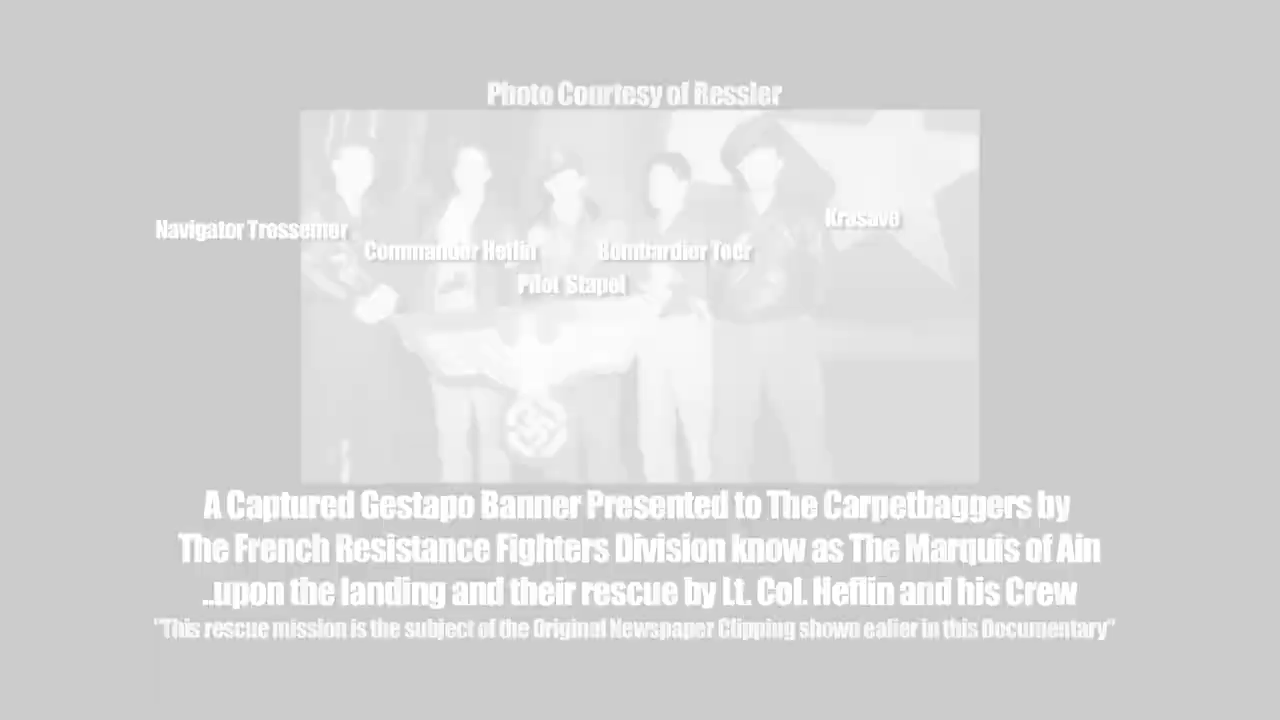 Photo Courtesy of Ressler
Navigator Tressemer
Krasave
Commander Heflin
Bombardier Tedr
Pilot Stapel
A Captured Gestapo Banner Presented to The Carpetbaggers by
The French Resistance Fighters Division know as The Marquis of Ain
..upon the landing and their rescue by Lt. Col. Heflin and his Crew
"This rescue mission is the subject of the Original Newspaper Clipping shown ealier in this Documentary"